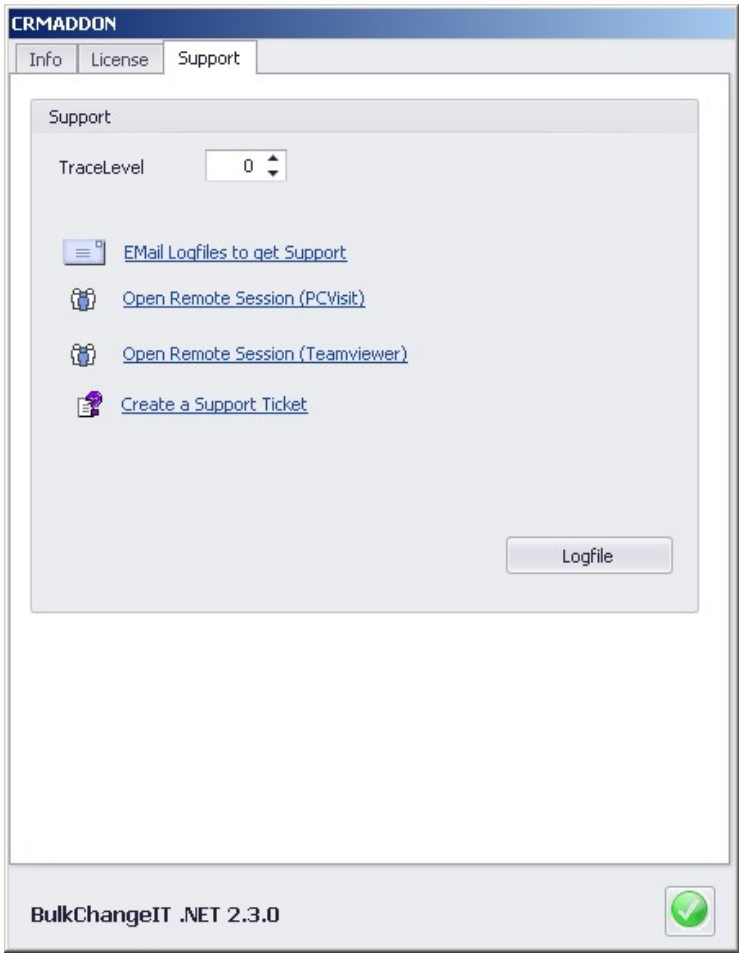 CRMADDON
Info License Support
Support
TraceLevel 0
EMail Logfiles to get Support
Open Remote Session (PCVisit)
Open Remote Session (Teamviewer)
Create a Support Ticket
Logfile
BulkChangeIT .NET 2.3.0